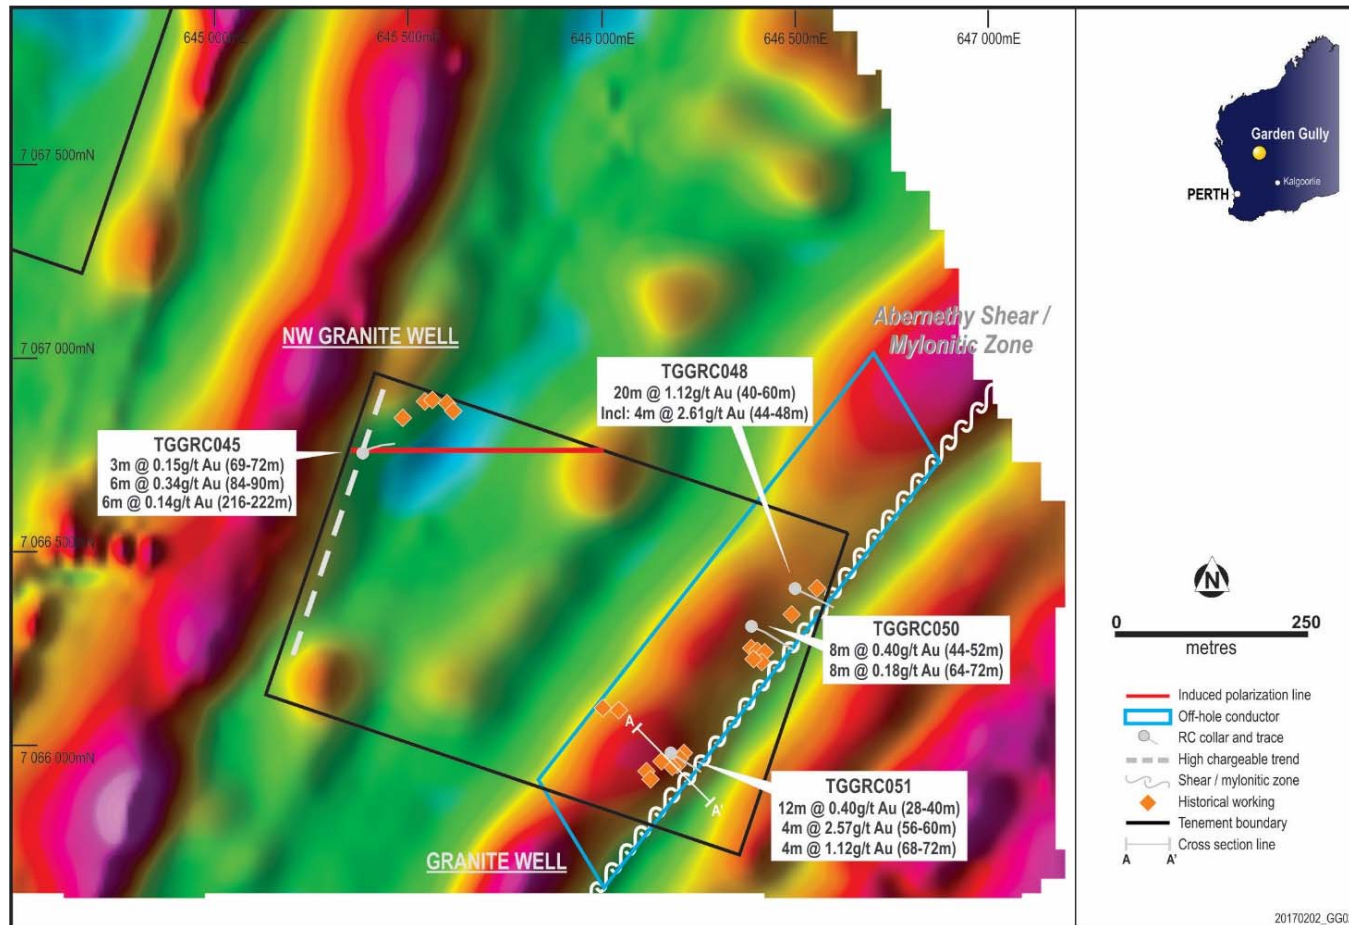 645 000mE
645 500mE
646 000mE
646 500mE
647 000mE
7 067 500mN
7 067 000mN
7 066 500mN
7 066 000mN
NW GRANITE WELL
Abernethy Shear /
Mylonitic Zone
TGGRC048
20m @ 1.12g/t Au (40-60m)
Incl: 4m @ 2.61g/t Au (44-48m)
TGGRC045
3m @ 0.15g/t Au (69-72m)
6m @ 0.34g/t Au (84-90m)
6m @ 0.14g/t Au (216-222m)
TGGRC050
8m @ 0.40g/t Au (44-52m)
8m @ 0.18g/t Au (64-72m)
A
A'
TGGRC051
12m @ 0.40g/t Au (28-40m)
4m @ 2.57g/t Au (56-60m)
4m @ 1.12g/t Au (68-72m)
GRANITE WELL
Garden Gully
Kalgoorlie
PERTH
N
0 250
metres
Induced polarization line
Off-hole conductor
RC collar and trace
High chargeable trend
Shear / mylonitic zone
Historical working
Tenement boundary
Cross section line
A A'